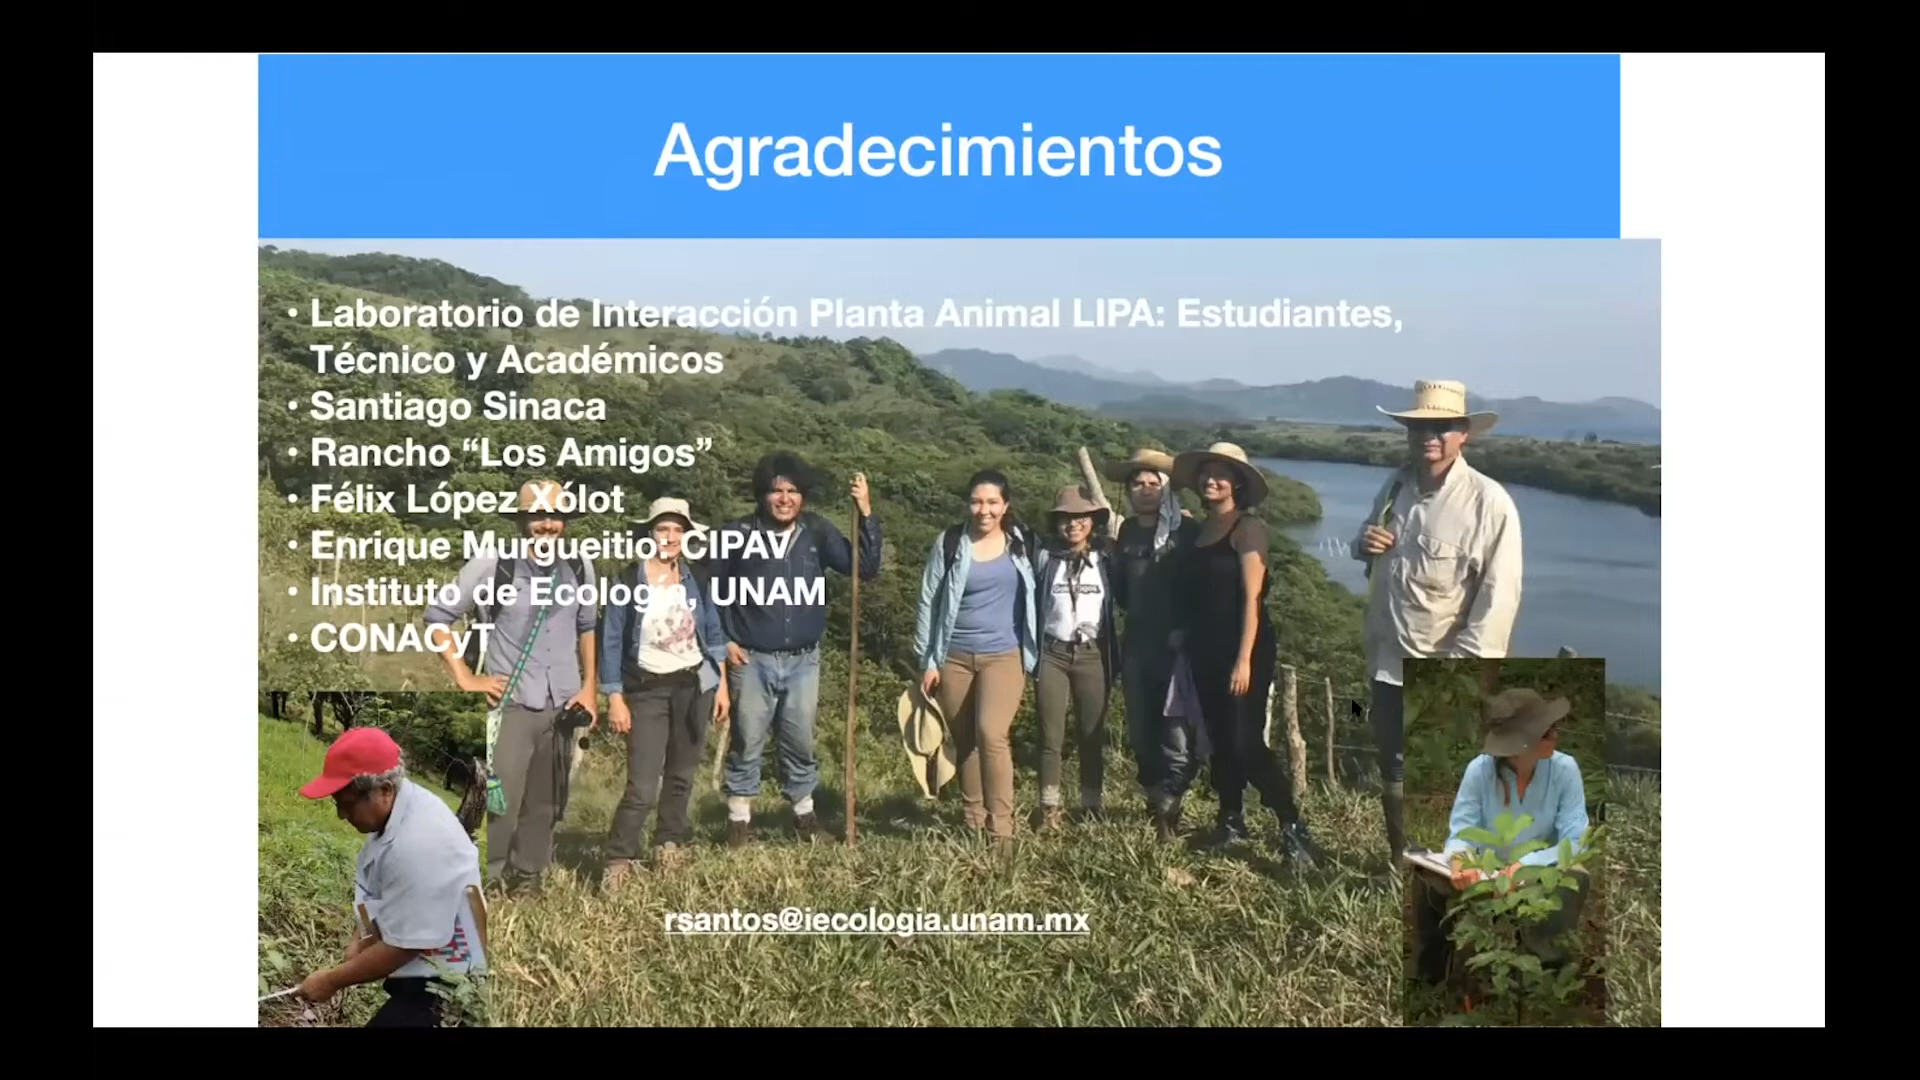 Agradecimientos
• Laboratorio de Interacción Planta Animal LIPA: Estudiantes,
Técnico y Académicos
• Santiago Sinaca
• Rancho “Los Amigos”
• Félix López Xólot
• Enrique Murgueitio: CIPAV
• Instituto de Ecología, UNAM
• CONACyT
rsantos@iecologia.unam.mx